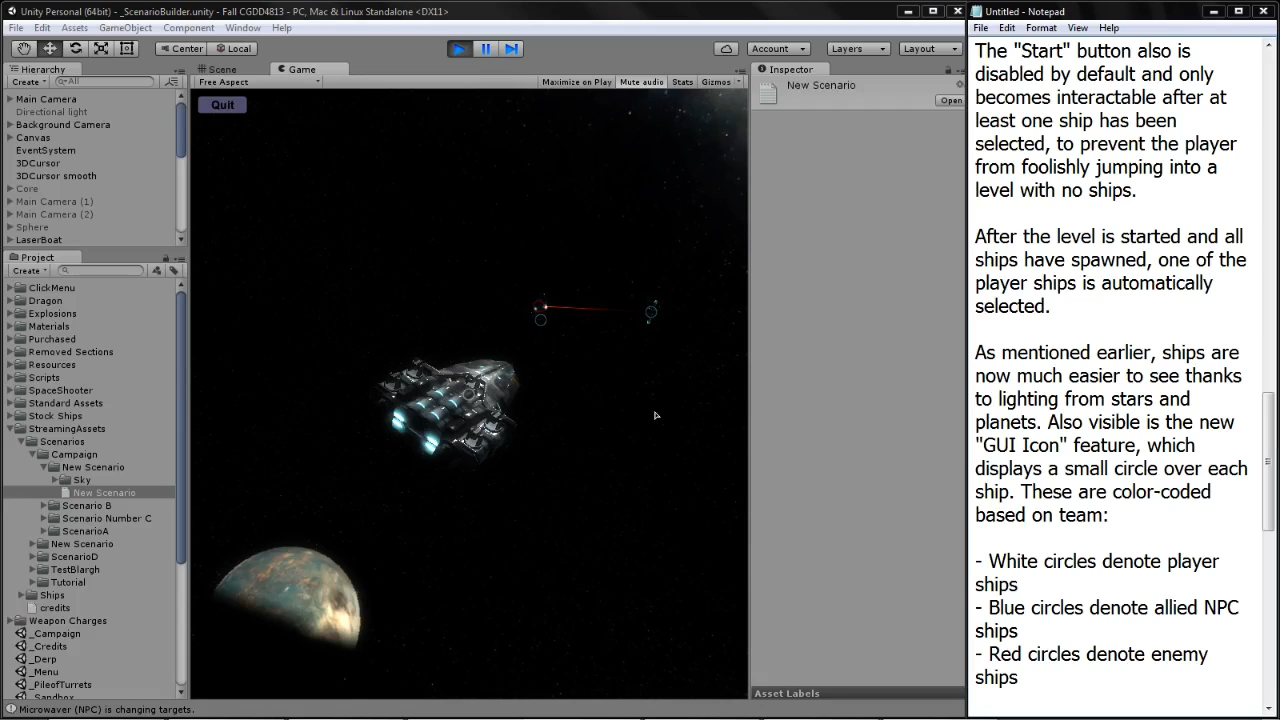 Unity Personal (64bit) - _ScenarioBuilder.unity - Fall CGDD4813 - PC, Mac & Linux Standalone <DX11>
File Edit Assets GameObject Component Window Help
Center Local Account Layers Layout
Hierarchy
Create All
Main Camera
Directional light
Background Camera
Canvas
EventSystem
3DCursor
3DCursor smooth
Core
Main Camera (1)
Main Camera (2)
Sphere
LaserBoat
Project
Create
ClickMenu
Dragon
Explosions
Materials
Purchased
Removed Sections
Resources
Scripts
SpaceShooter
Standard Assets
Stock Ships
StreamingAssets
Scenarios
Campaign
New Scenario
Sky
New Scenario
Scenario B
Scenario Number C
ScenarioA
New Scenario
ScenarioD
TestBlargh
Tutorial
Ships
credits
Weapon Charges
_Campaign
_Credits
_Derp
_Menu
_PileofTurrets
_Sandbox
Microwaver (NPC) is changing targets.
Scene Game
Free Aspect Maximize on Play Mute audio Stats Gizmos
Quit
Inspector
New Scenario
Open
Asset Labels
Untitled - Notepad
File Edit Format View Help
The "Start" button also is
disabled by default and only
becomes interactable after at
least one ship has been
selected, to prevent the player
from foolishly jumping into a
level with no ships.
After the level is started and all
ships have spawned, one of the
player ships is automatically
selected.
As mentioned earlier, ships are
now much easier to see thanks
to lighting from stars and
planets. Also visible is the new
"GUI Icon" feature, which
displays a small circle over each
ship. These are color-coded
based on team:
- White circles denote player
ships
- Blue circles denote allied NPC
ships
- Red circles denote enemy
ships